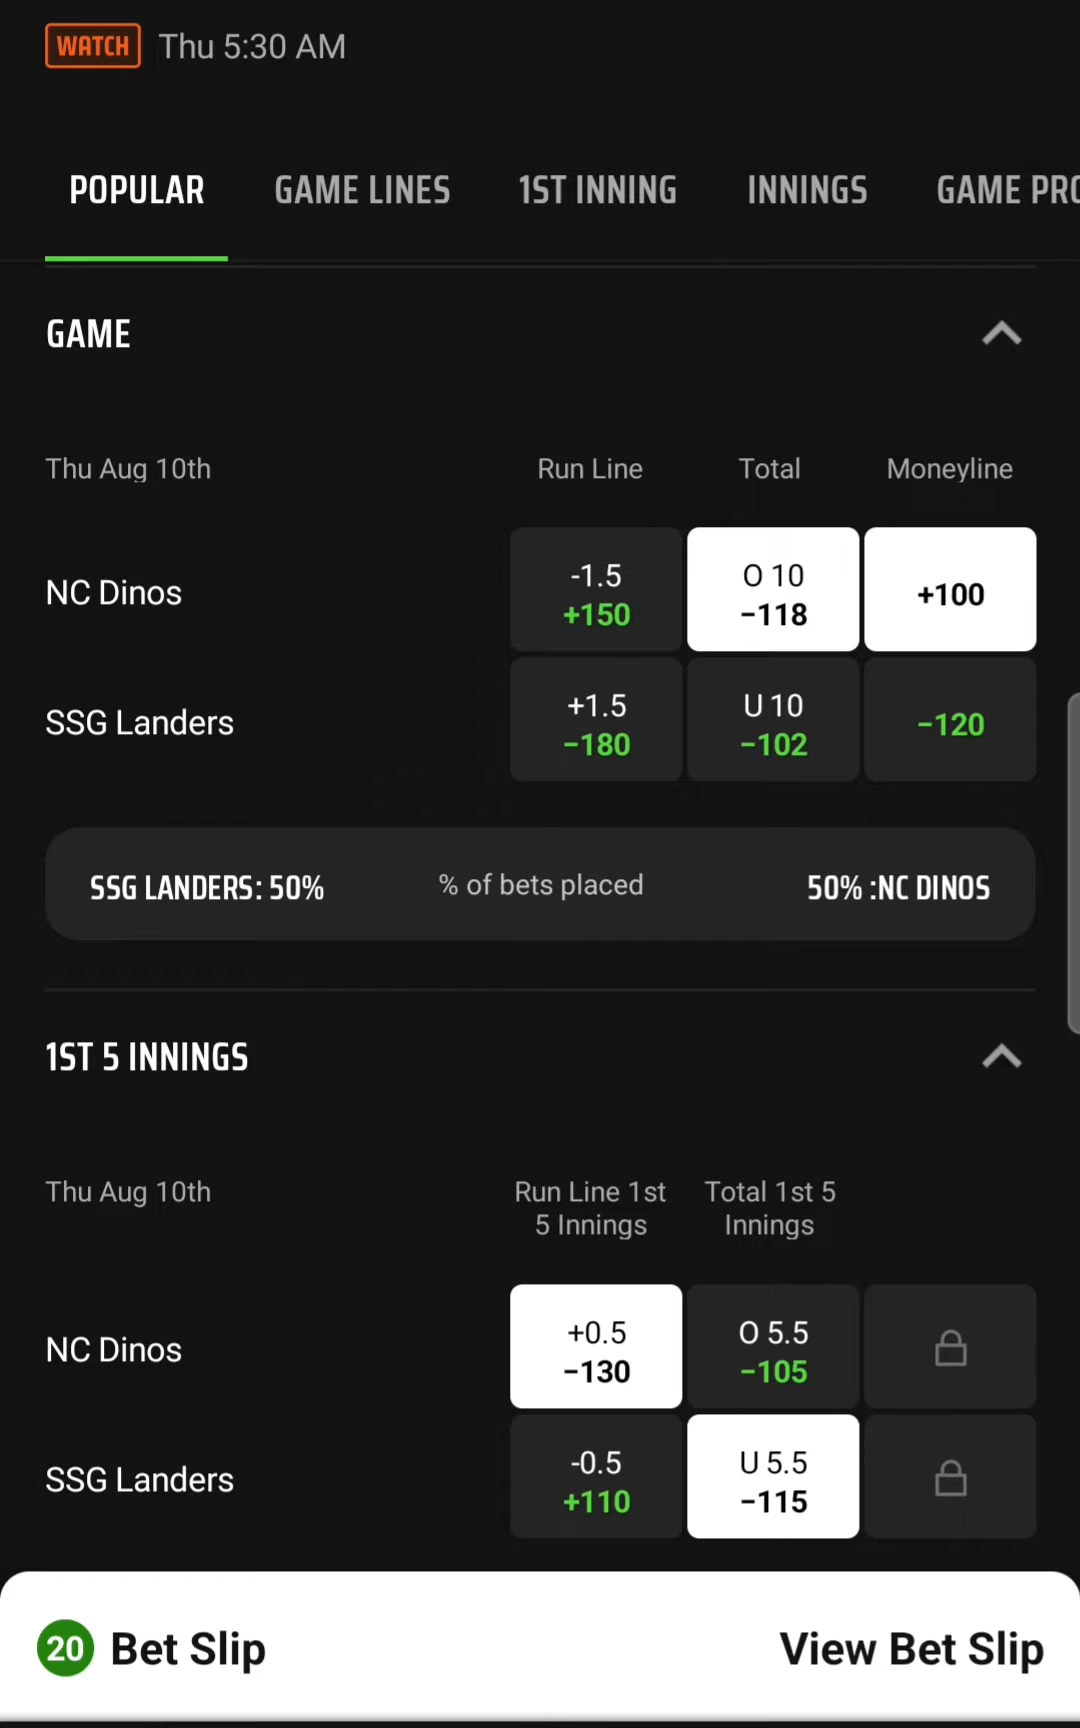 WATCH Thu 5:30 AM
POPULAR GAME LINES 1ST INNING INNINGS GAME PRO
GAME
Thu Aug 10th Run Line Total Moneyline
NC Dinos -1.5 +150 O 10 −118 +100
SSG Landers +1.5 −180 U 10 −102 −120
SSG LANDERS: 50% % of bets placed 50% :NC DINOS
1ST 5 INNINGS
Thu Aug 10th Run Line 1st 5 Innings Total 1st 5 Innings
NC Dinos +0.5 −130 O 5.5 −105
SSG Landers -0.5 +110 U 5.5 −115
20 Bet Slip View Bet Slip